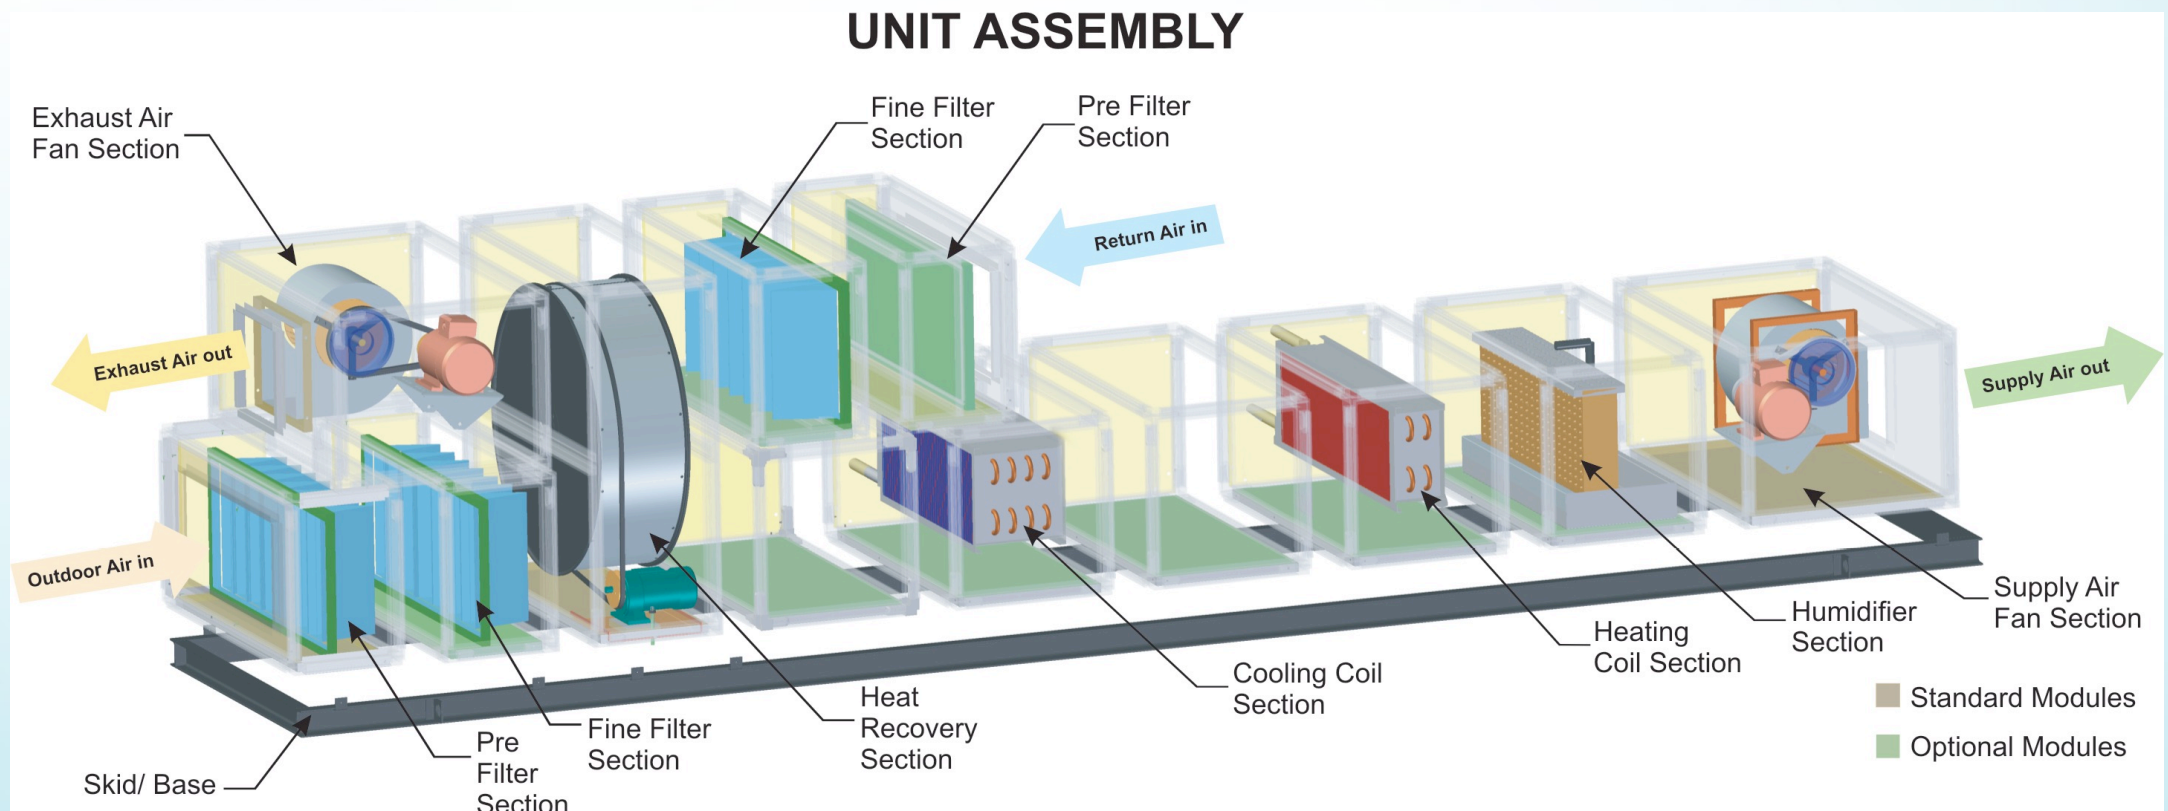 UNIT ASSEMBLY
Exhaust Air
Fan Section
Fine Filter
Section
Pre Filter
Section
Return Air in
Exhaust Air out
Supply Air out
Outdoor Air in
Supply Air
Fan Section
Humidifier
Section
Heating
Coil Section
Cooling Coil
Section
Heat
Recovery
Section
Fine Filter
Section
Pre
Filter
Section
Skid/ Base
Standard Modules
Optional Modules